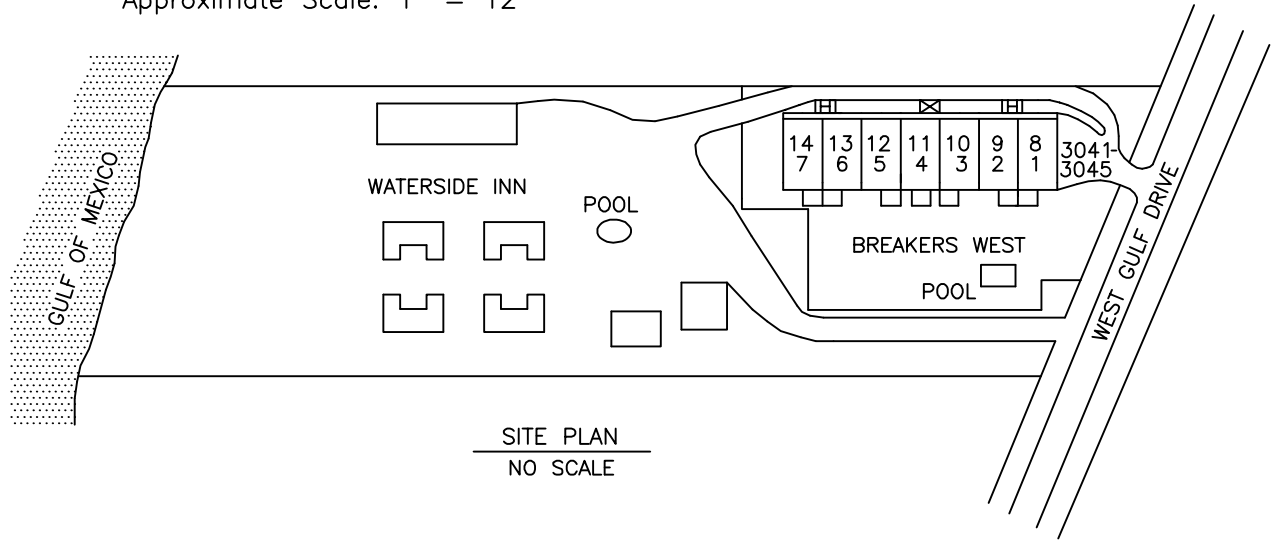 Approximate Scale: 1" = 12'
GULF OF MEXICO
WATERSIDE INN
POOL
14 13 12 11 10 9 8
7 6 5 4 3 2 1
3041-
3045
BREAKERS WEST
POOL
WEST GULF DRIVE
SITE PLAN
NO SCALE